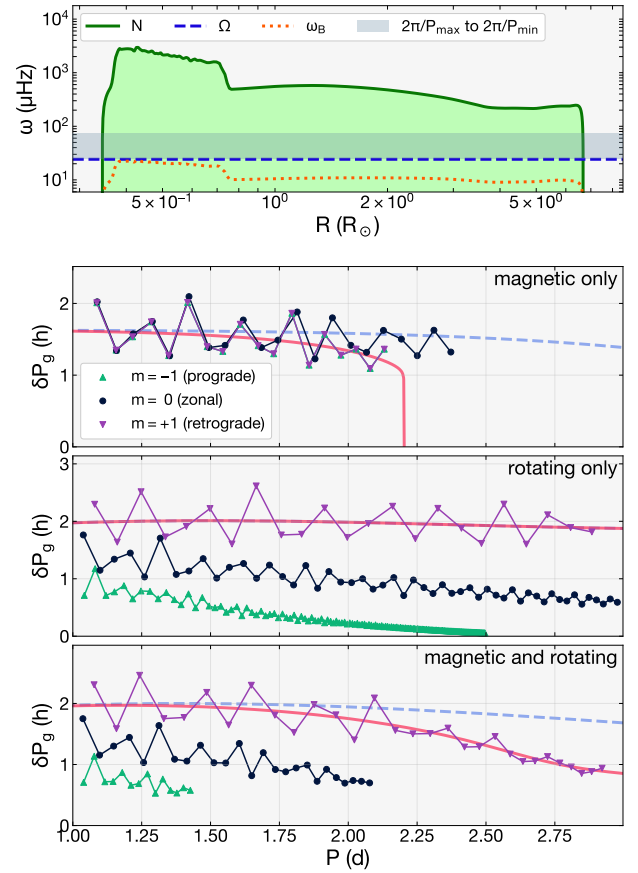 N Ω ω_B 2π/P_max to 2π/P_min
ω (μHz)
10⁴
10³
10²
10¹
5×10⁻¹ 10⁰ 2×10⁰ 5×10⁰
R (R_⊙)
magnetic only
δP_g (h)
2
1
0
m = −1 (prograde)
m = 0 (zonal)
m = +1 (retrograde)
rotating only
δP_g (h)
3
2
1
0
magnetic and rotating
δP_g (h)
2
1
0
1.00 1.25 1.50 1.75 2.00 2.25 2.50 2.75
P (d)